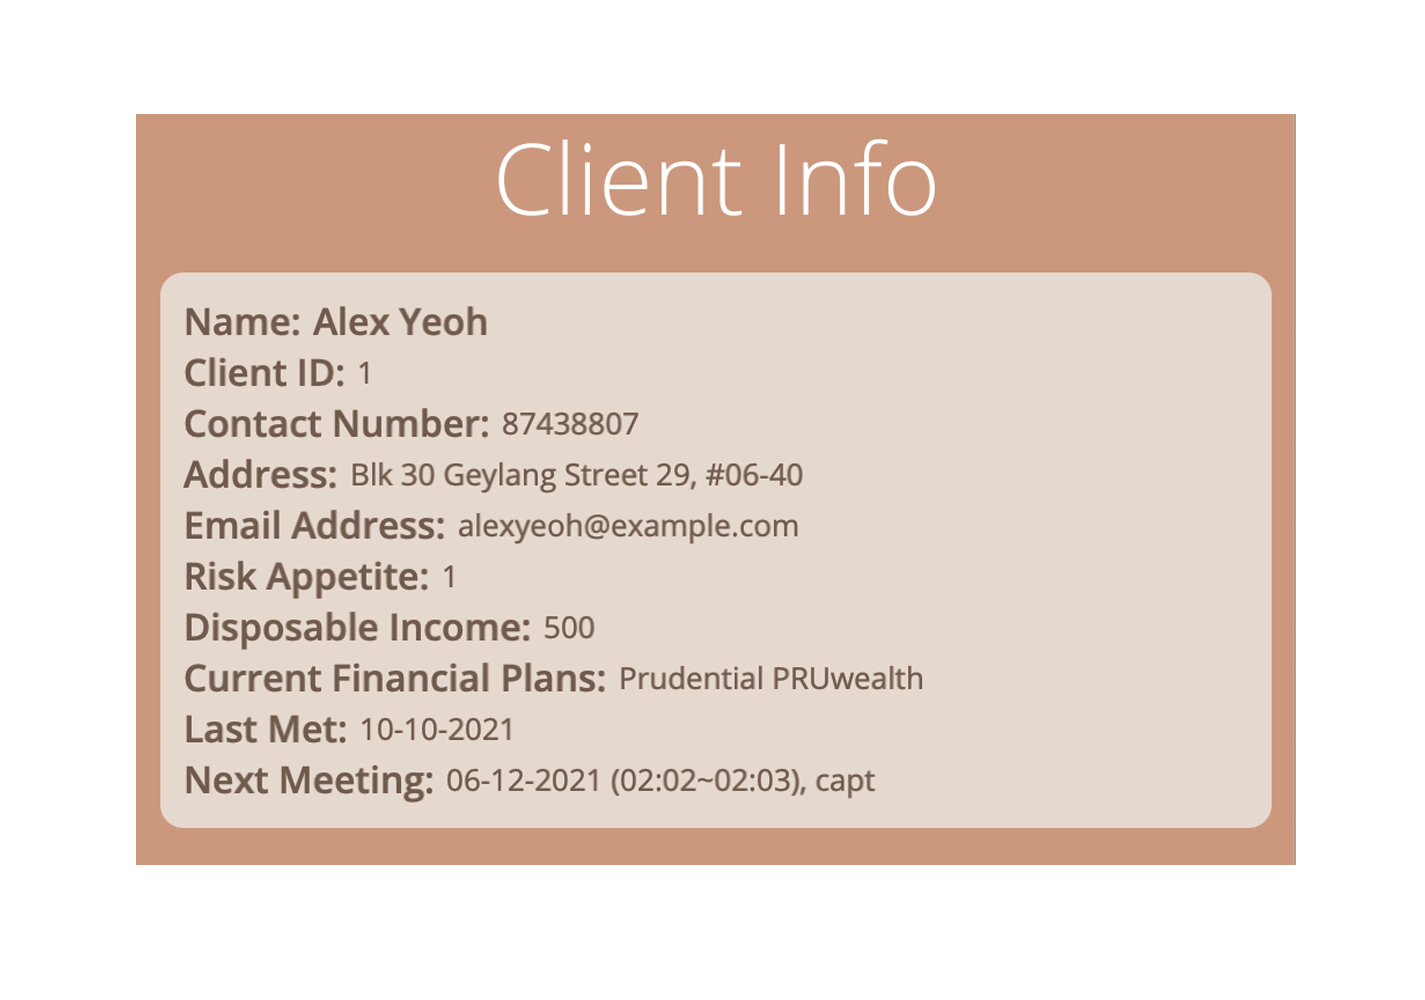 Client Info
Name: Alex Yeoh
Client ID: 1
Contact Number: 87438807
Address: Blk 30 Geylang Street 29, #06-40
Email Address: alexyeoh@example.com
Risk Appetite: 1
Disposable Income: 500
Current Financial Plans: Prudential PRUwealth
Last Met: 10-10-2021
Next Meeting: 06-12-2021 (02:02~02:03), capt